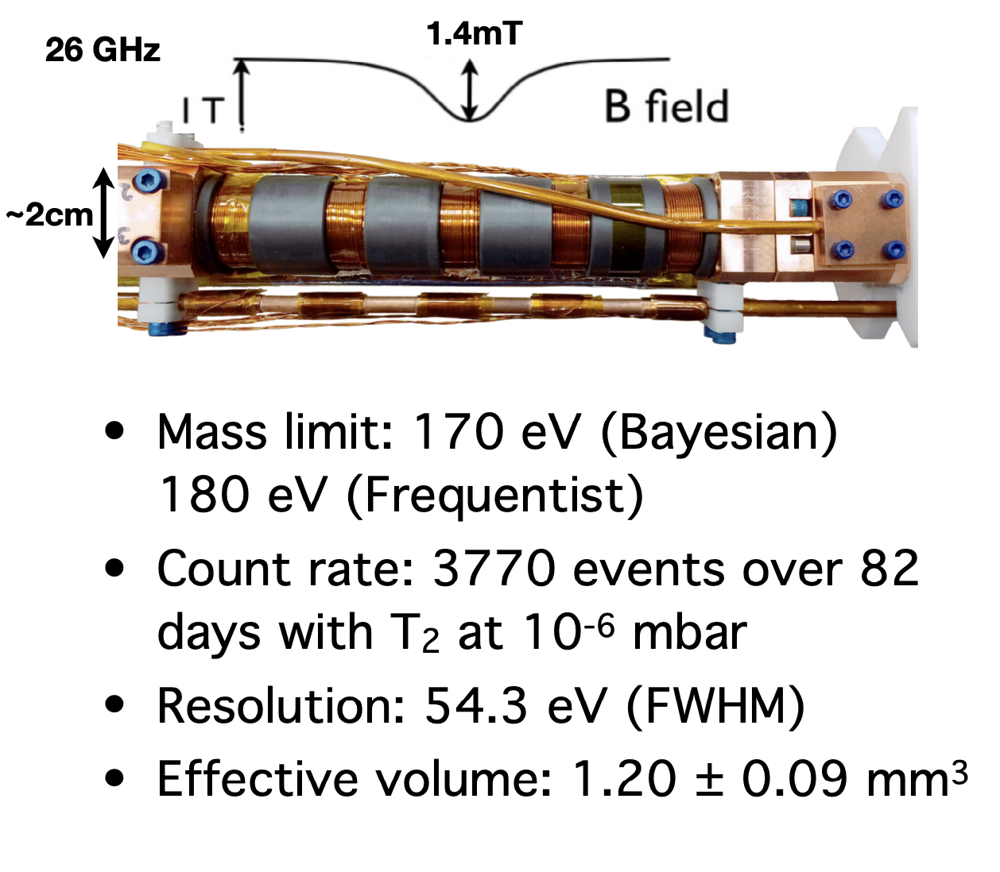 26 GHz
1.4mT
1 T
B field
~2cm
• Mass limit: 170 eV (Bayesian)
180 eV (Frequentist)
• Count rate: 3770 events over 82
days with T₂ at 10⁻⁶ mbar
• Resolution: 54.3 eV (FWHM)
• Effective volume: 1.20 ± 0.09 mm³